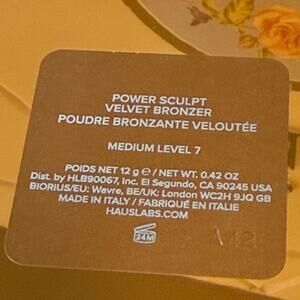 POWER SCULPT
VELVET BRONZER
POUDRE BRONZANTE VELOUTÉE
MEDIUM LEVEL 7
POIDS NET 12 g e / NET WT. 0.42 OZ
Dist. by HLB90067, Inc. El Segundo, CA 90245 USA
BIORIUS/EU: Wavre, BE/UK: London WC2H 9JQ GB
MADE IN ITALY / FABRIQUÉ EN ITALIE
HAUSLABS.COM
24M